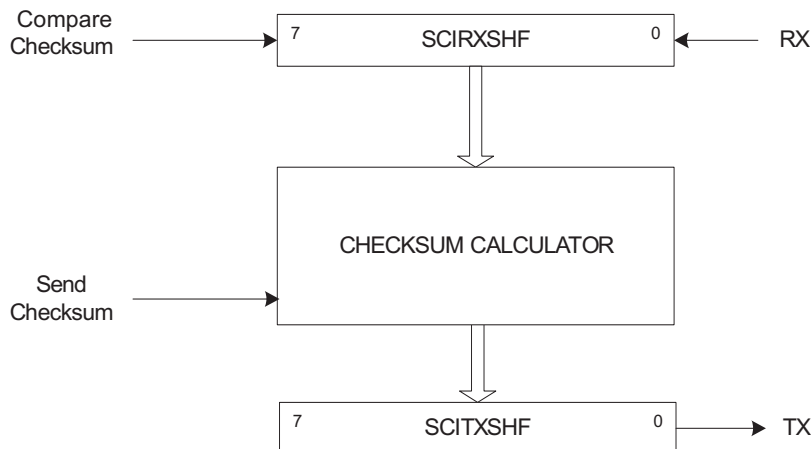 Compare
Checksum
7 SCIRXSHF 0
RX
CHECKSUM CALCULATOR
Send
Checksum
7 SCITXSHF 0
TX